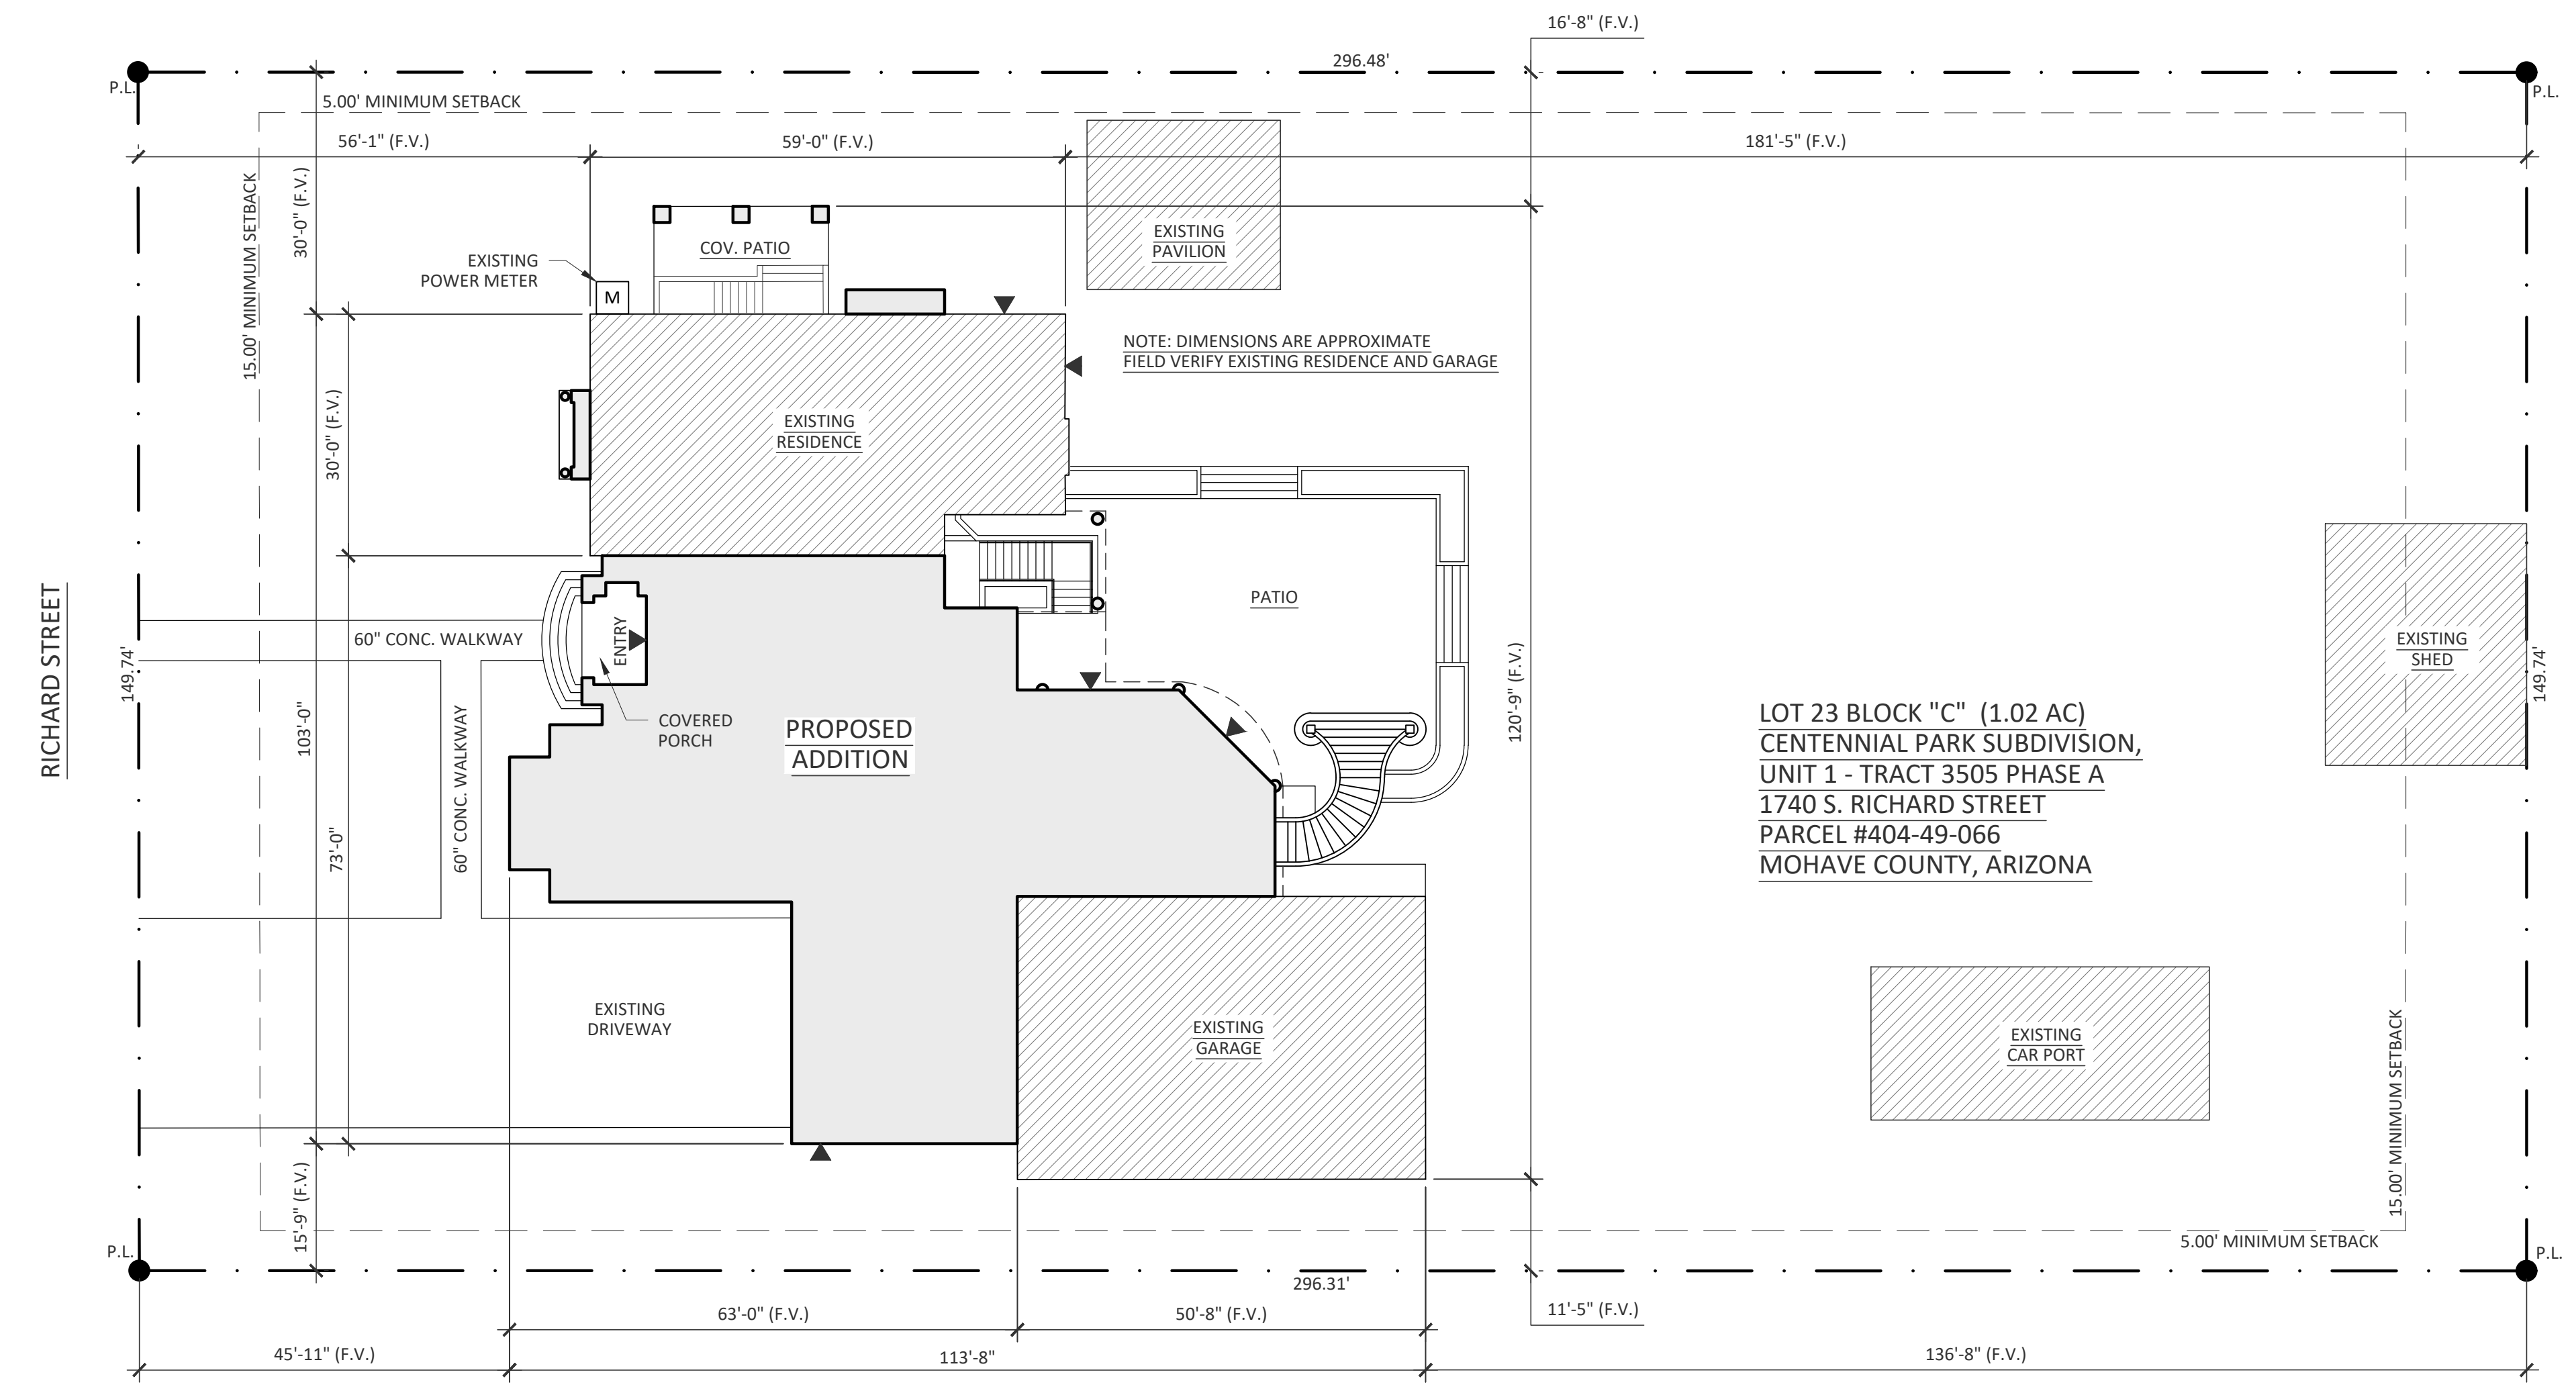 16'-8" (F.V.)
296.48'
P.L.
P.L.
5.00' MINIMUM SETBACK
56'-1" (F.V.)
59'-0" (F.V.)
181'-5" (F.V.)
30'-0" (F.V.)
15.00' MINIMUM SETBACK
EXISTING
PAVILION
COV. PATIO
EXISTING
POWER METER
M
NOTE: DIMENSIONS ARE APPROXIMATE
FIELD VERIFY EXISTING RESIDENCE AND GARAGE
30'-0" (F.V.)
EXISTING
RESIDENCE
RICHARD STREET
149.74'
60" CONC. WALKWAY
ENTRY
PATIO
EXISTING
SHED
149.74'
120'-9" (F.V.)
103'-0"
COVERED
PORCH
PROPOSED
ADDITION
60" CONC. WALKWAY
73'-0"
LOT 23 BLOCK "C" (1.02 AC)
CENTENNIAL PARK SUBDIVISION,
UNIT 1 - TRACT 3505 PHASE A
1740 S. RICHARD STREET
PARCEL #404-49-066
MOHAVE COUNTY, ARIZONA
EXISTING
DRIVEWAY
EXISTING
GARAGE
EXISTING
CAR PORT
15.00' MINIMUM SETBACK
15'-9" (F.V.)
5.00' MINIMUM SETBACK
P.L.
P.L.
296.31'
63'-0" (F.V.)
50'-8" (F.V.)
11'-5" (F.V.)
45'-11" (F.V.)
113'-8"
136'-8" (F.V.)